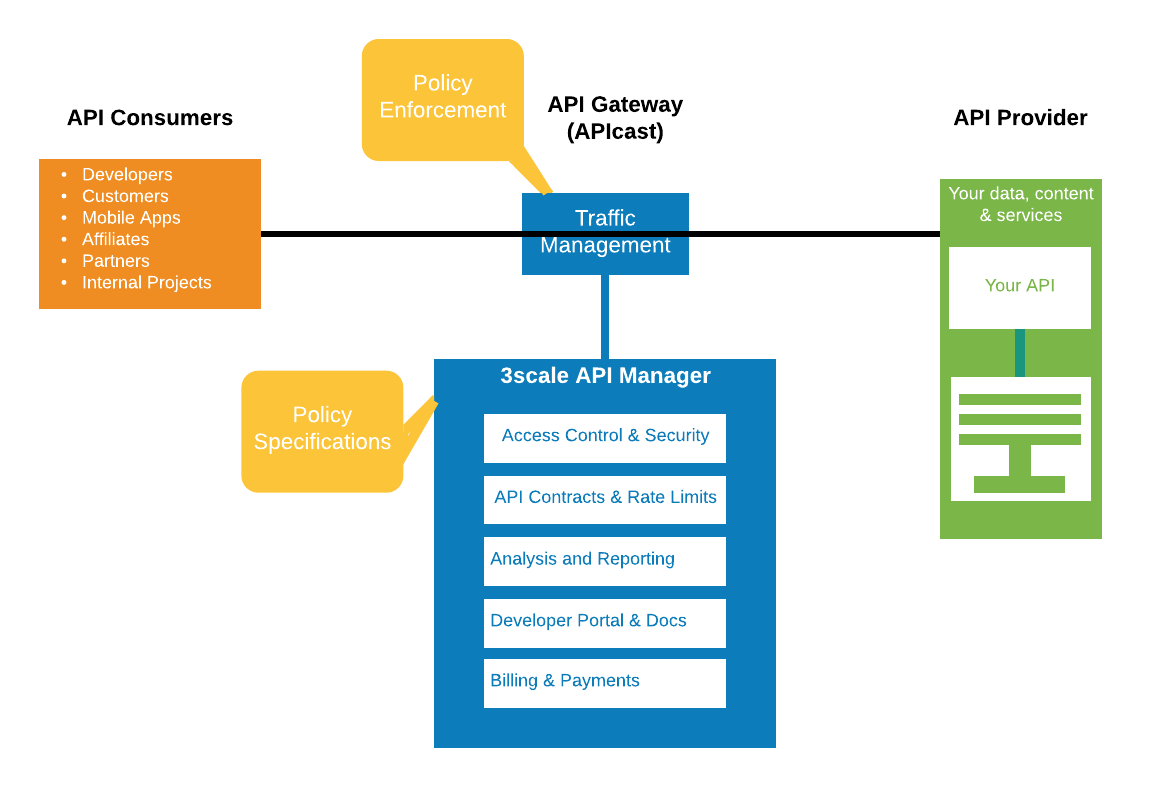 Policy
Enforcement
API Gateway
(APIcast)
API Consumers
API Provider
• Developers
• Customers
• Mobile Apps
• Affiliates
• Partners
• Internal Projects
Traffic
Management
Your data, content
& services
Your API
3scale API Manager
Policy
Specifications
Access Control & Security
API Contracts & Rate Limits
Analysis and Reporting
Developer Portal & Docs
Billing & Payments